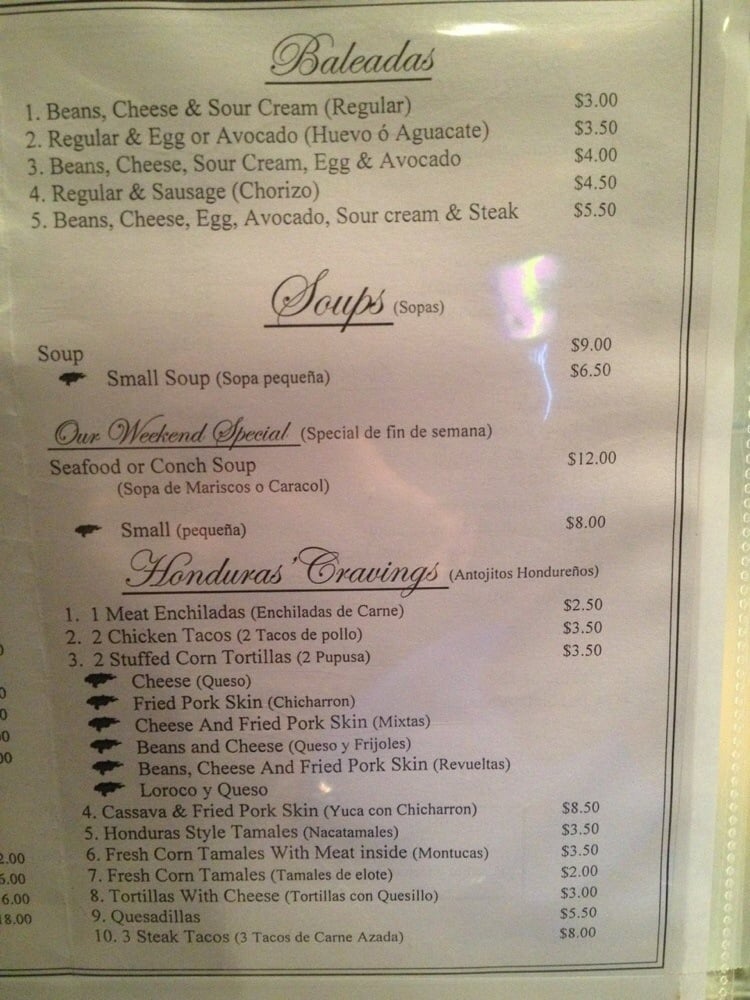 Baleadas
1. Beans, Cheese & Sour Cream (Regular) $3.00
2. Regular & Egg or Avocado (Huevo ó Aguacate) $3.50
3. Beans, Cheese, Sour Cream, Egg & Avocado $4.00
4. Regular & Sausage (Chorizo) $4.50
5. Beans, Cheese, Egg, Avocado, Sour cream & Steak $5.50
Soups (Sopas)
Soup $9.00
Small Soup (Sopa pequeña) $6.50
Our Weekend Special (Special de fin de semana)
Seafood or Conch Soup $12.00
(Sopa de Mariscos o Caracol)
Small (pequeña) $8.00
Honduras' Cravings (Antojitos Hondureños)
1. 1 Meat Enchiladas (Enchiladas de Carne) $2.50
2. 2 Chicken Tacos (2 Tacos de pollo) $3.50
3. 2 Stuffed Corn Tortillas (2 Pupusa) $3.50
Cheese (Queso)
Fried Pork Skin (Chicharron)
Cheese And Fried Pork Skin (Mixtas)
Beans and Cheese (Queso y Frijoles)
Beans, Cheese And Fried Pork Skin (Revueltas)
Loroco y Queso
4. Cassava & Fried Pork Skin (Yuca con Chicharron) $8.50
5. Honduras Style Tamales (Nacatamales) $3.50
6. Fresh Corn Tamales With Meat inside (Montucas) $3.50
7. Fresh Corn Tamales (Tamales de elote) $2.00
8. Tortillas With Cheese (Tortillas con Quesillo) $3.00
9. Quesadillas $5.50
10. 3 Steak Tacos (3 Tacos de Carne Azada) $8.00